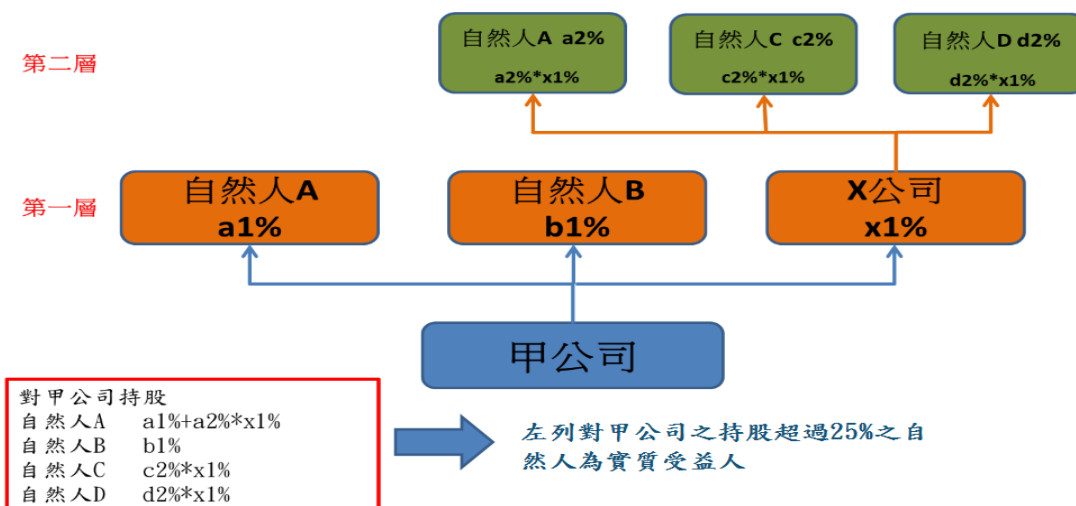 第二層
自然人A a2%
a2%*x1%
自然人C c2%
c2%*x1%
自然人D d2%
d2%*x1%
第一層
自然人A
a1%
自然人B
b1%
X公司
x1%
甲公司
對甲公司持股
自然人A a1%+a2%*x1%
自然人B b1%
自然人C c2%*x1%
自然人D d2%*x1%
左列對甲公司之持股超過25%之自
然人為實質受益人